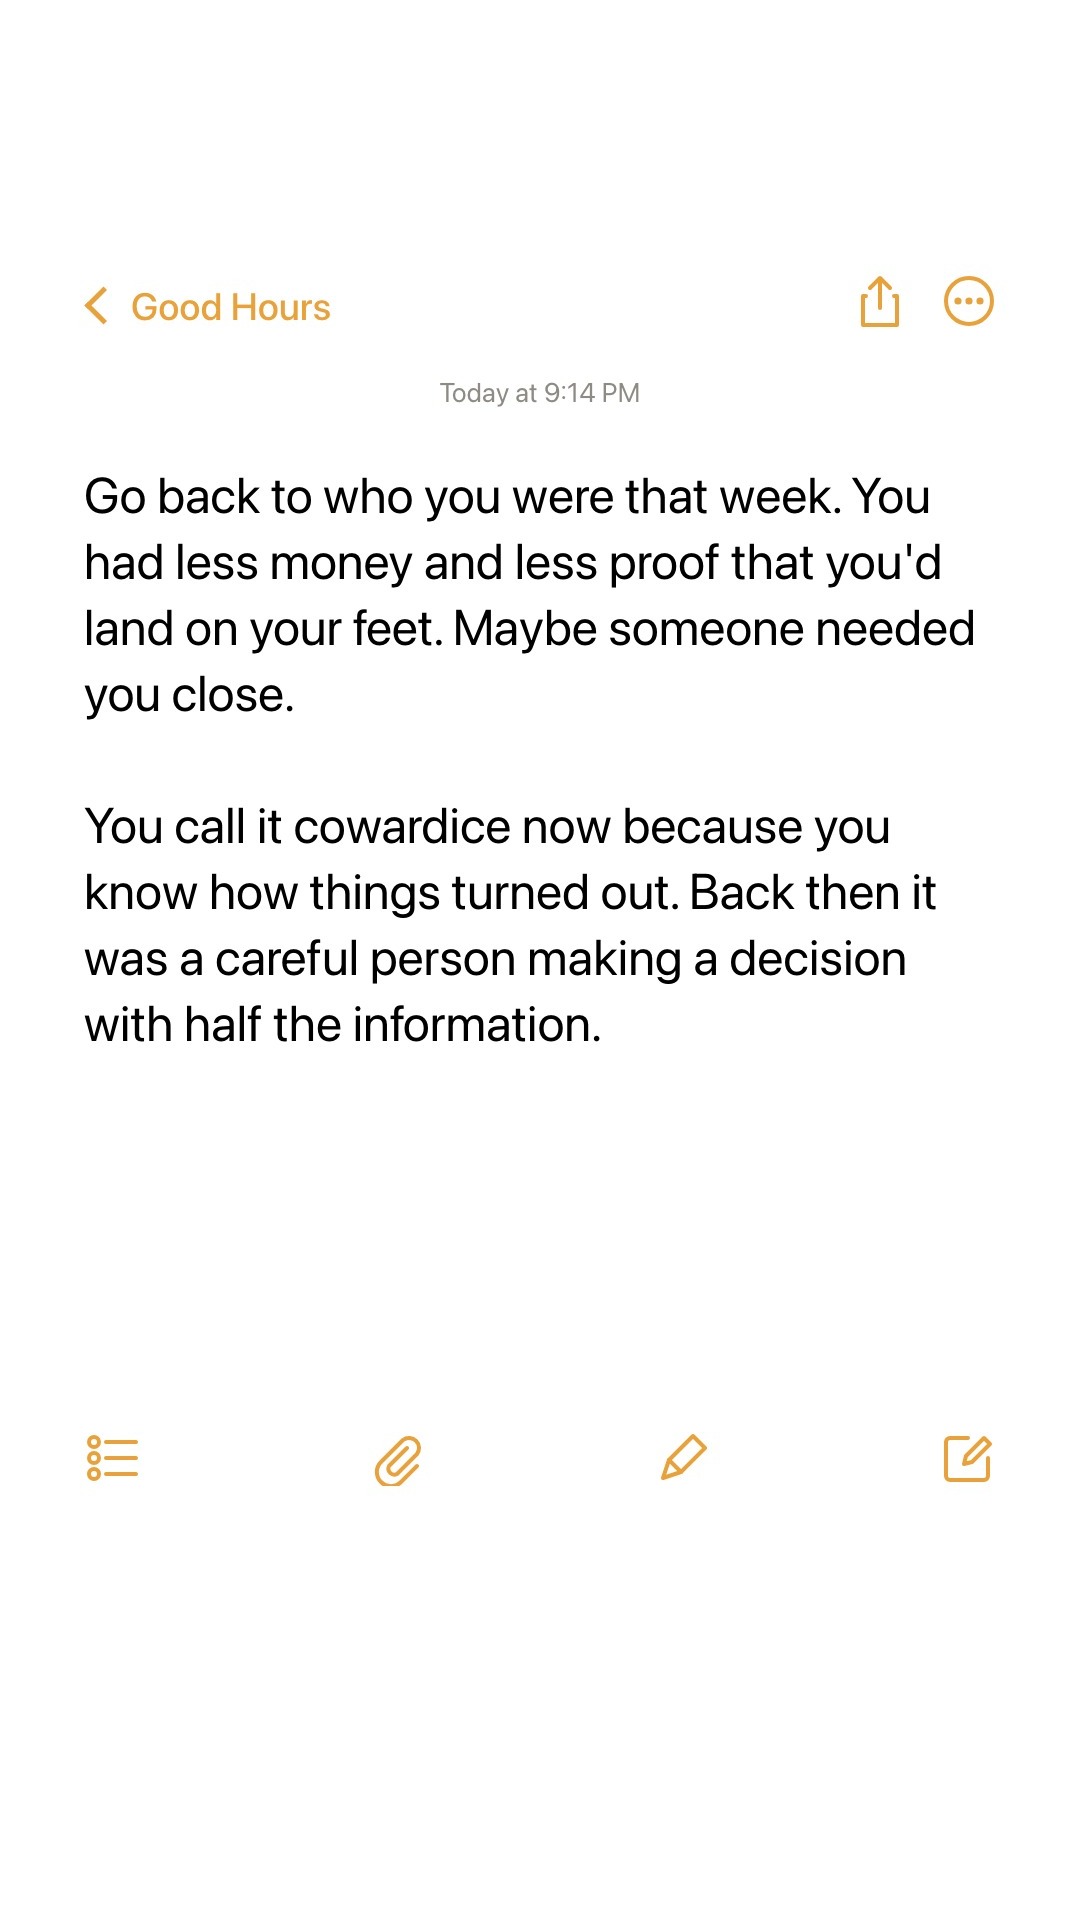 Good Hours
Today at 9:14 PM
Go back to who you were that week. You
had less money and less proof that you'd
land on your feet. Maybe someone needed
you close.
You call it cowardice now because you
know how things turned out. Back then it
was a careful person making a decision
with half the information.